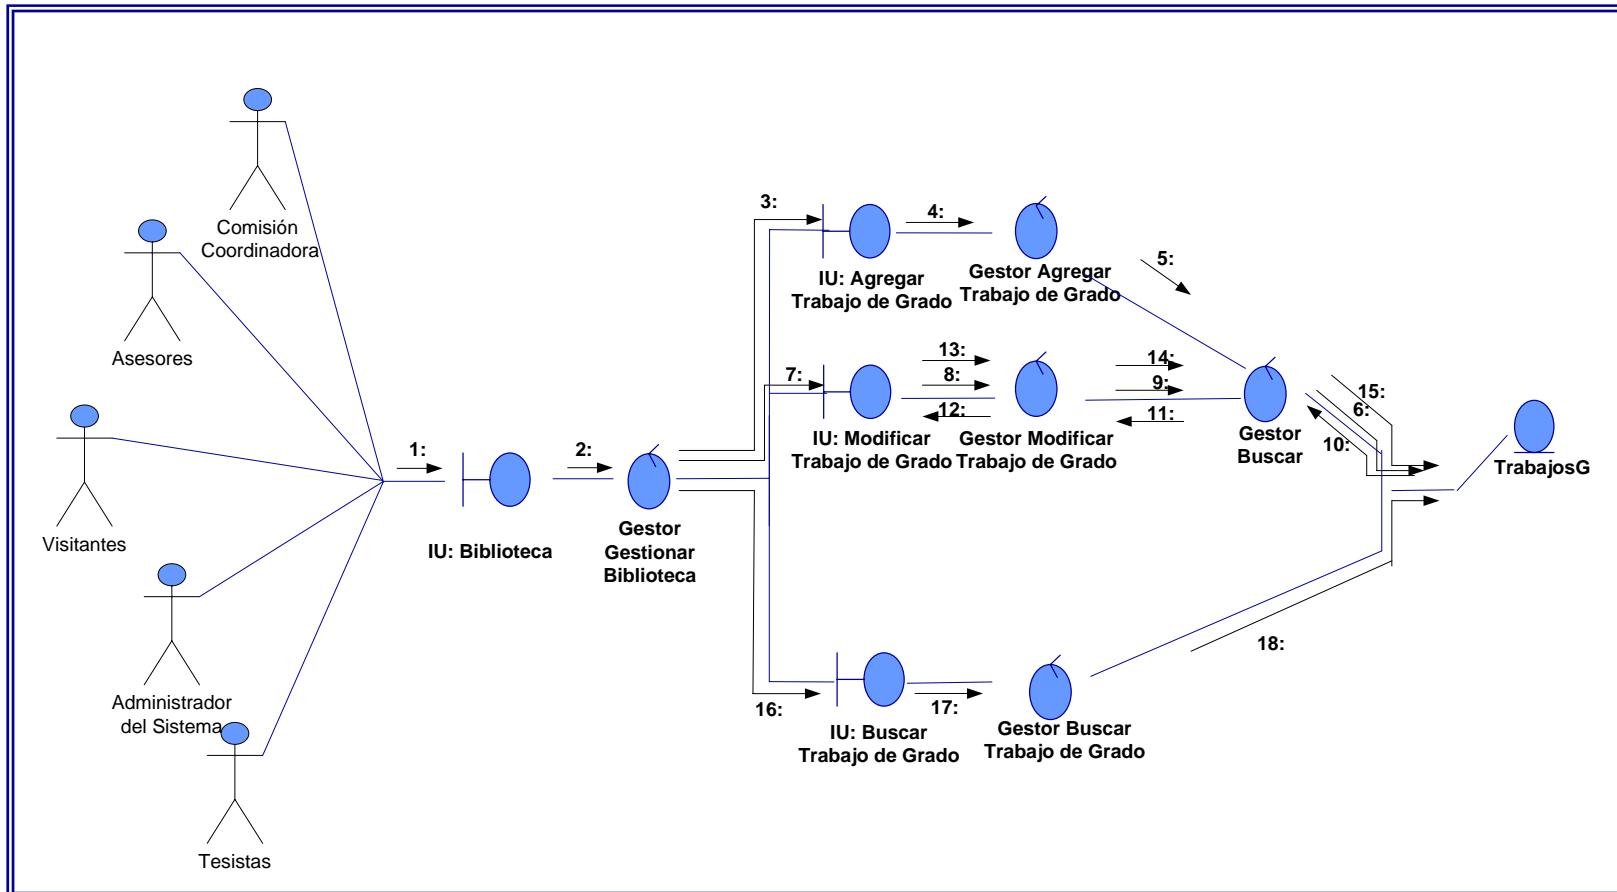 Comisión
Coordinadora
Asesores
Visitantes
Administrador
del Sistema
Tesistas
1:
IU: Biblioteca
2:
Gestor
Gestionar
Biblioteca
3:
IU: Agregar
Trabajo de Grado
4:
Gestor Agregar
Trabajo de Grado
5:
7:
IU: Modificar
Trabajo de Grado
13:
8:
12:
Gestor Modificar
Trabajo de Grado
14:
9:
11:
Gestor
Buscar
15:
6:
10:
TrabajosG
16:
IU: Buscar
Trabajo de Grado
17:
Gestor Buscar
Trabajo de Grado
18: